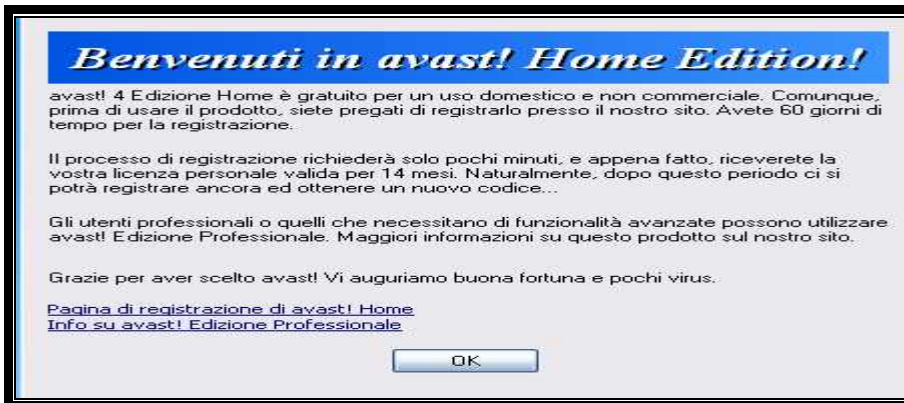 Benvenuti in avast! Home Edition!
avast! 4 Edizione Home è gratuito per un uso domestico e non commerciale. Comunque,
prima di usare il prodotto, siete pregati di registrarlo presso il nostro sito. Avete 60 giorni di
tempo per la registrazione.
Il processo di registrazione richiederà solo pochi minuti, e appena fatto, riceverete la
vostra licenza personale valida per 14 mesi. Naturalmente, dopo questo periodo ci si
potrà registrare ancora ed ottenere un nuovo codice...
Gli utenti professionali o quelli che necessitano di funzionalità avanzate possono utilizzare
avast! Edizione Professionale. Maggiori informazioni su questo prodotto sul nostro sito.
Grazie per aver scelto avast! Vi auguriamo buona fortuna e pochi virus.
Pagina di registrazione di avast! Home
Info su avast! Edizione Professionale
OK